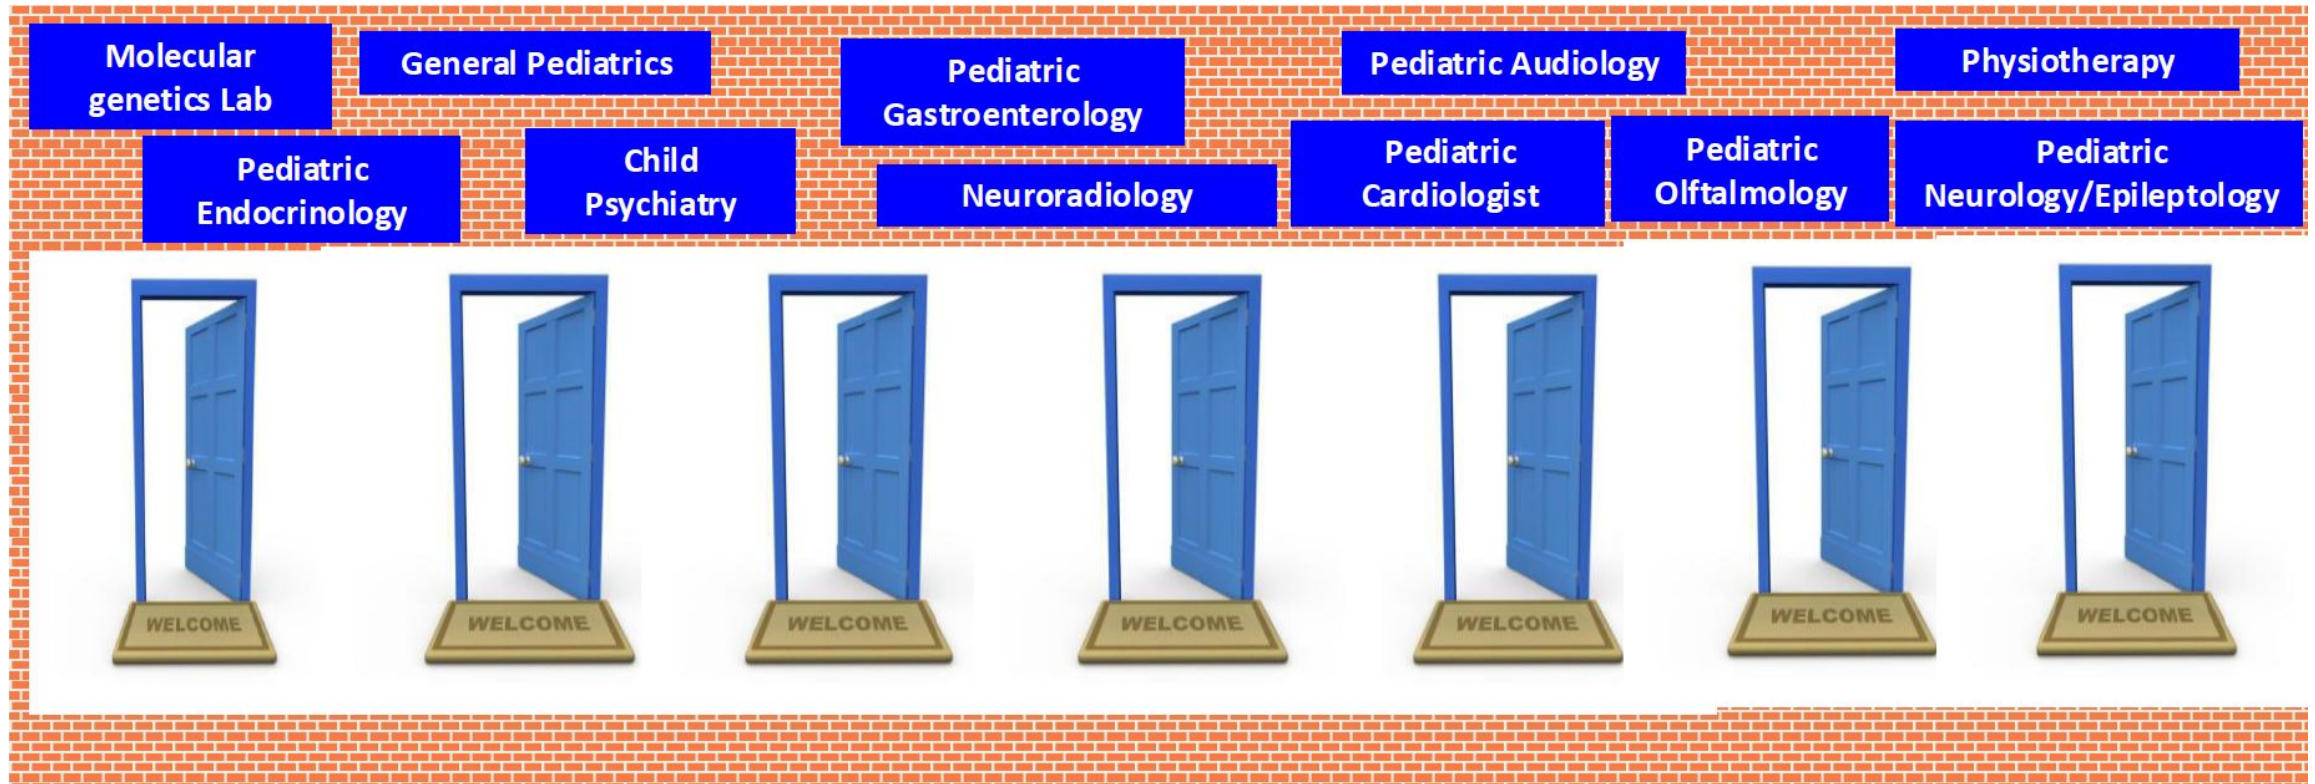 Molecular
genetics Lab
General Pediatrics
Pediatric
Gastroenterology
Pediatric Audiology
Physiotherapy
Pediatric
Endocrinology
Child
Psychiatry
Neuroradiology
Pediatric
Cardiologist
Pediatric
Olftalmology
Pediatric
Neurology/Epileptology
WELCOME
WELCOME
WELCOME
WELCOME
WELCOME
WELCOME
WELCOME